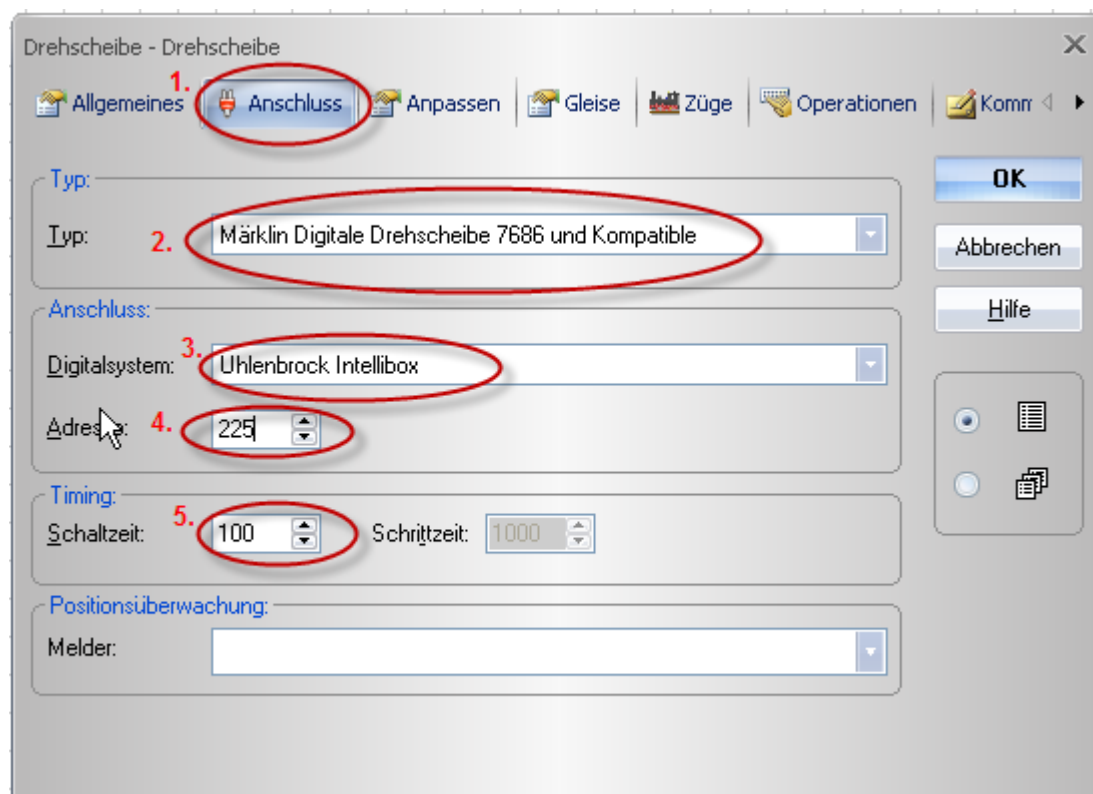 Drehscheibe - Drehscheibe
1.
Allgemeines Anschluss Anpassen Gleise Züge Operationen Komm
Typ:
Typ: 2. Märklin Digitale Drehscheibe 7686 und Kompatible
OK
Abbrechen
Hilfe
Anschluss:
Digitalsystem: 3. Uhlenbrock Intellibox
Adresse: 4. 225
Timing:
Schaltzeit: 5. 100 Schrittzeit: 1000
Positionsüberwachung:
Melder: